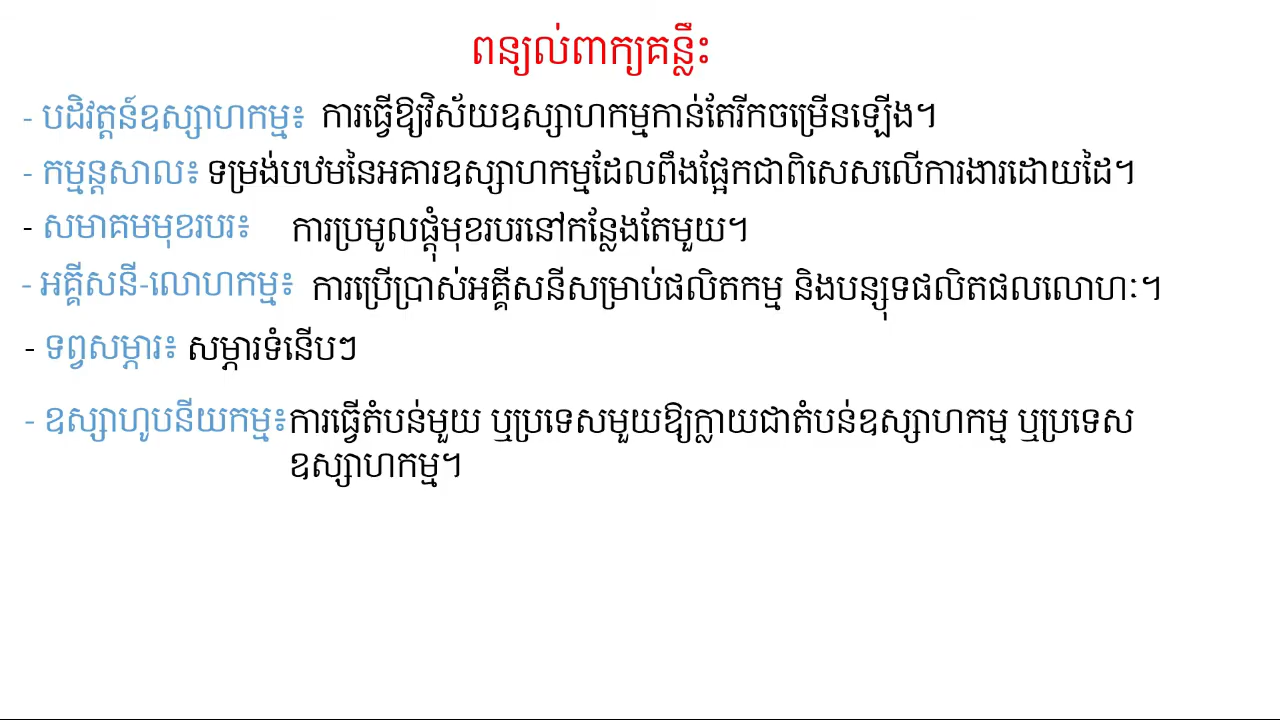 ពន្យល់ពាក្យគន្លឹះ
- បដិវត្តន៍ឧស្សាហកម្ម៖ ការធ្វើឱ្យវិស័យឧស្សាហកម្មកាន់តែរីកចម្រើនឡើង។
- កម្មន្តសាល៖ ទម្រង់បឋមនៃអគារឧស្សាហកម្មដែលពឹងផ្អែកជាពិសេសលើការងារដោយដៃ។
- សមាគមមុខរបរ៖ ការប្រមូលផ្តុំមុខរបរនៅកន្លែងតែមួយ។
- អគ្គីសនី-លោហកម្ម៖ ការប្រើប្រាស់អគ្គីសនីសម្រាប់ផលិតកម្ម និងបន្សុទផលិតផលលោហៈ។
- ទព្វសម្ភារ៖ សម្ភារទំនើបៗ
- ឧស្សាហូបនីយកម្ម៖ការធ្វើតំបន់មួយ ឬប្រទេសមួយឱ្យក្លាយជាតំបន់ឧស្សាហកម្ម ឬប្រទេស
ឧស្សាហកម្ម។